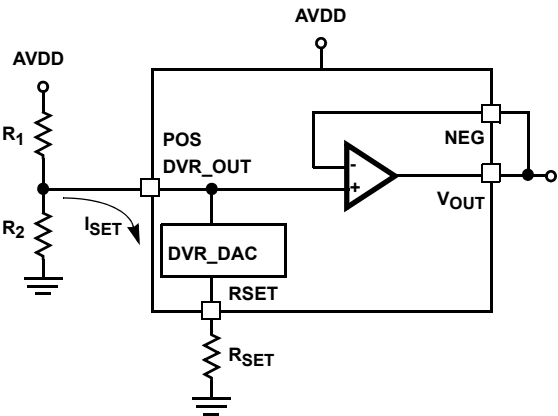 AVDD
AVDD
R1
POS
DVR_OUT
NEG
-
+
VOUT
R2
ISET
DVR_DAC
RSET
RSET